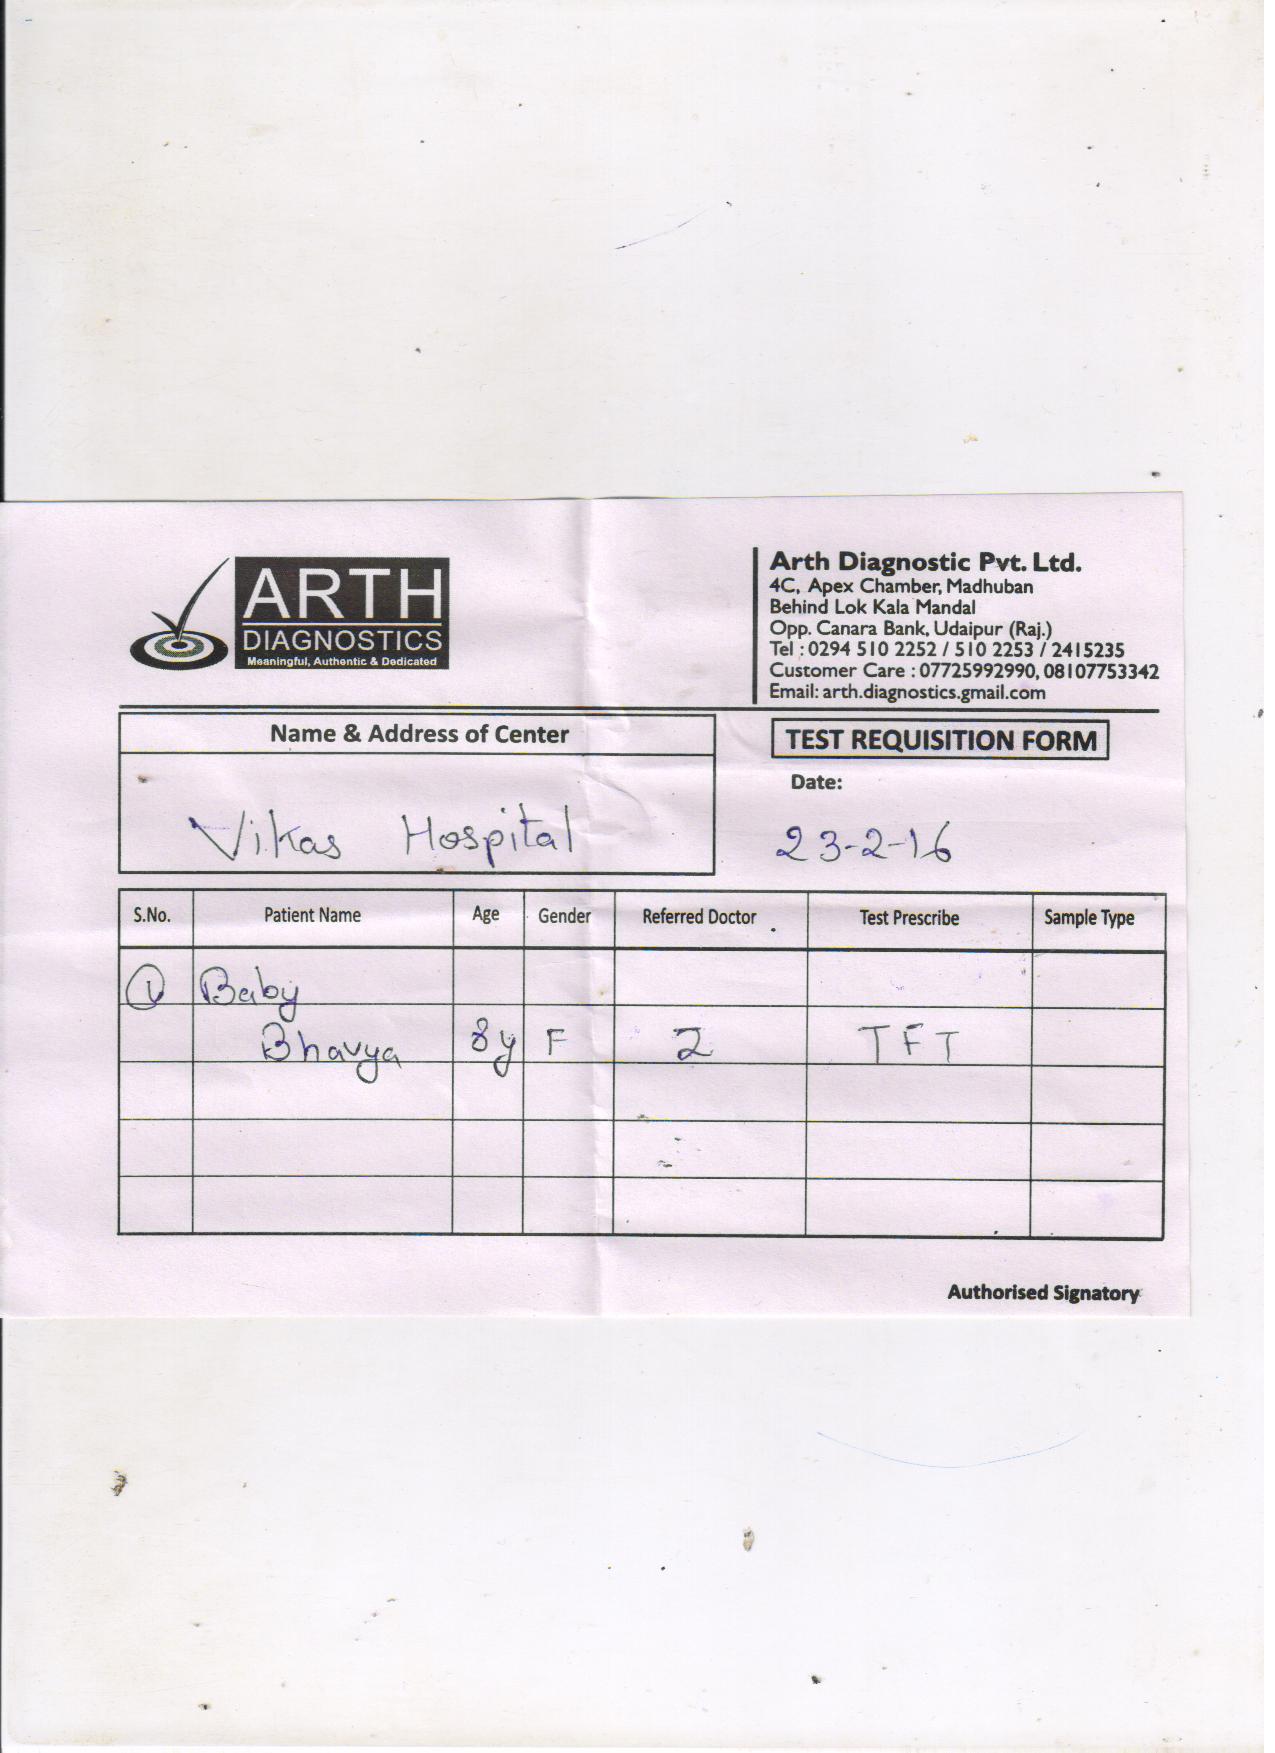 ARTH
DIAGNOSTICS
Meaningful, Authentic & Dedicated
Arth Diagnostic Pvt. Ltd.
4C, Apex Chamber, Madhuban
Behind Lok Kala Mandal
Opp. Canara Bank, Udaipur (Raj.)
Tel : 0294 510 2252 / 510 2253 / 2415235
Customer Care : 07725992990, 08107753342
Email: arth.diagnostics.gmail.com
Name & Address of Center
Vikas Hospital
TEST REQUISITION FORM
Date:
23-2-16
S.No. Patient Name Age Gender Referred Doctor Test Prescribe Sample Type
1 Baby
Bhavya 8y F TFT
Authorised Signatory